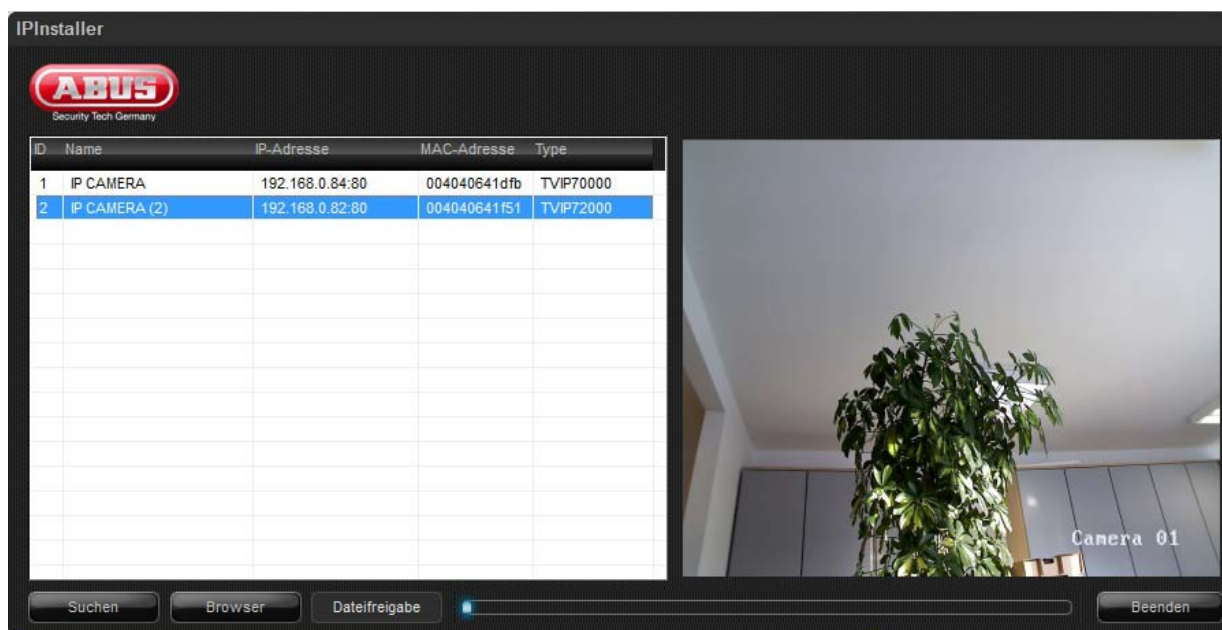 IPInstaller
ABUS
Security Tech Germany
ID Name IP-Adresse MAC-Adresse Type
1 IP CAMERA 192.168.0.84:80 004040641dfb TVIP70000
2 IP CAMERA (2) 192.168.0.82:80 004040641f51 TVIP72000
Camera 01
Suchen Browser Dateifreigabe Beenden